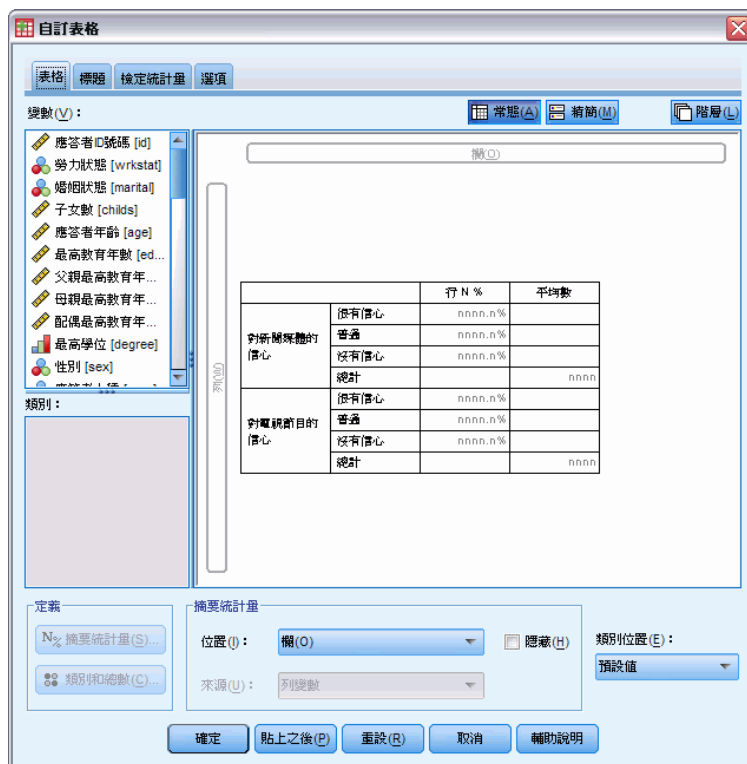 自訂表格
表格 標題 檢定統計量 選項
變數(V)：
常態(A) 精簡(M) 階層(L)
應答者ID號碼 [id]
勞力狀態 [wrkstat]
婚姻狀態 [marital]
子女數 [childs]
應答者年齡 [age]
最高教育年數 [ed...
父親最高教育年...
母親最高教育年...
配偶最高教育年...
最高學位 [degree]
性別 [sex]
類別：
欄(O)
行 N % 平均數
對新聞媒體的信心
很有信心 nnnn.n%
普通 nnnn.n%
沒有信心 nnnn.n%
總計 nnnn
對電視節目的信心
很有信心 nnnn.n%
普通 nnnn.n%
沒有信心 nnnn.n%
總計 nnnn
定義
N% 摘要統計量(S)...
類別和總數(C)...
摘要統計量
位置(I)： 欄(O) 隱藏(H)
來源(U)： 列變數
類別位置(E)：
預設值
確定 貼上之後(P) 重設(R) 取消 輔助說明